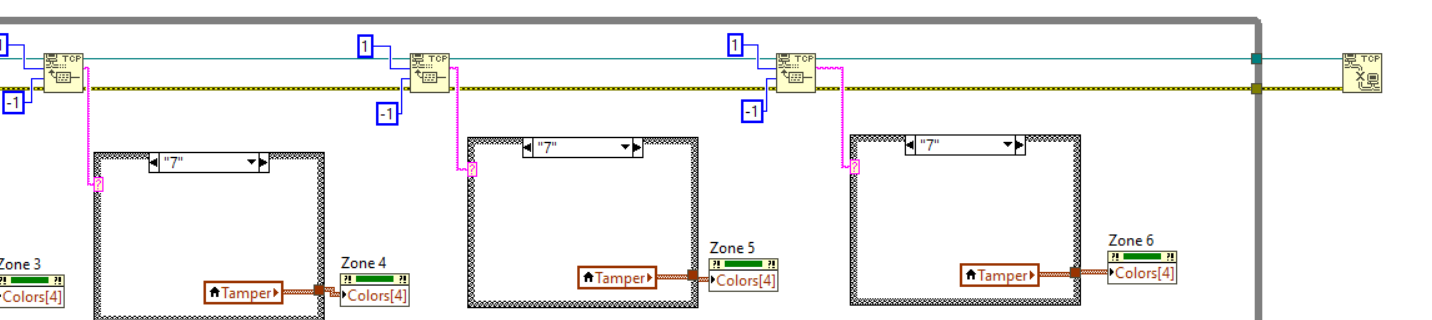 1
1
1
TCP
TCP
TCP
TCP
-1
-1
-1
"7"
"7"
"7"
?
?
?
Zone 3
Zone 4
Zone 5
Zone 6
?! ?!
?! ?!
?! ?!
?! ?!
Colors[4]
Tamper
Colors[4]
Tamper
Colors[4]
Tamper
Colors[4]